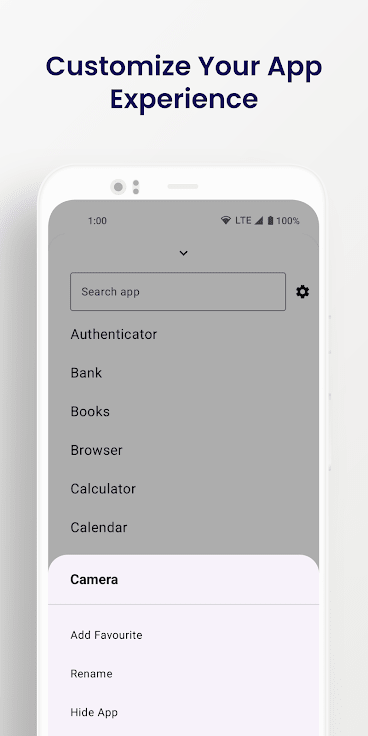 Customize Your App
Experience
1:00
LTE
100%
Search app
Authenticator
Bank
Books
Browser
Calculator
Calendar
Camera
Add Favourite
Rename
Hide App